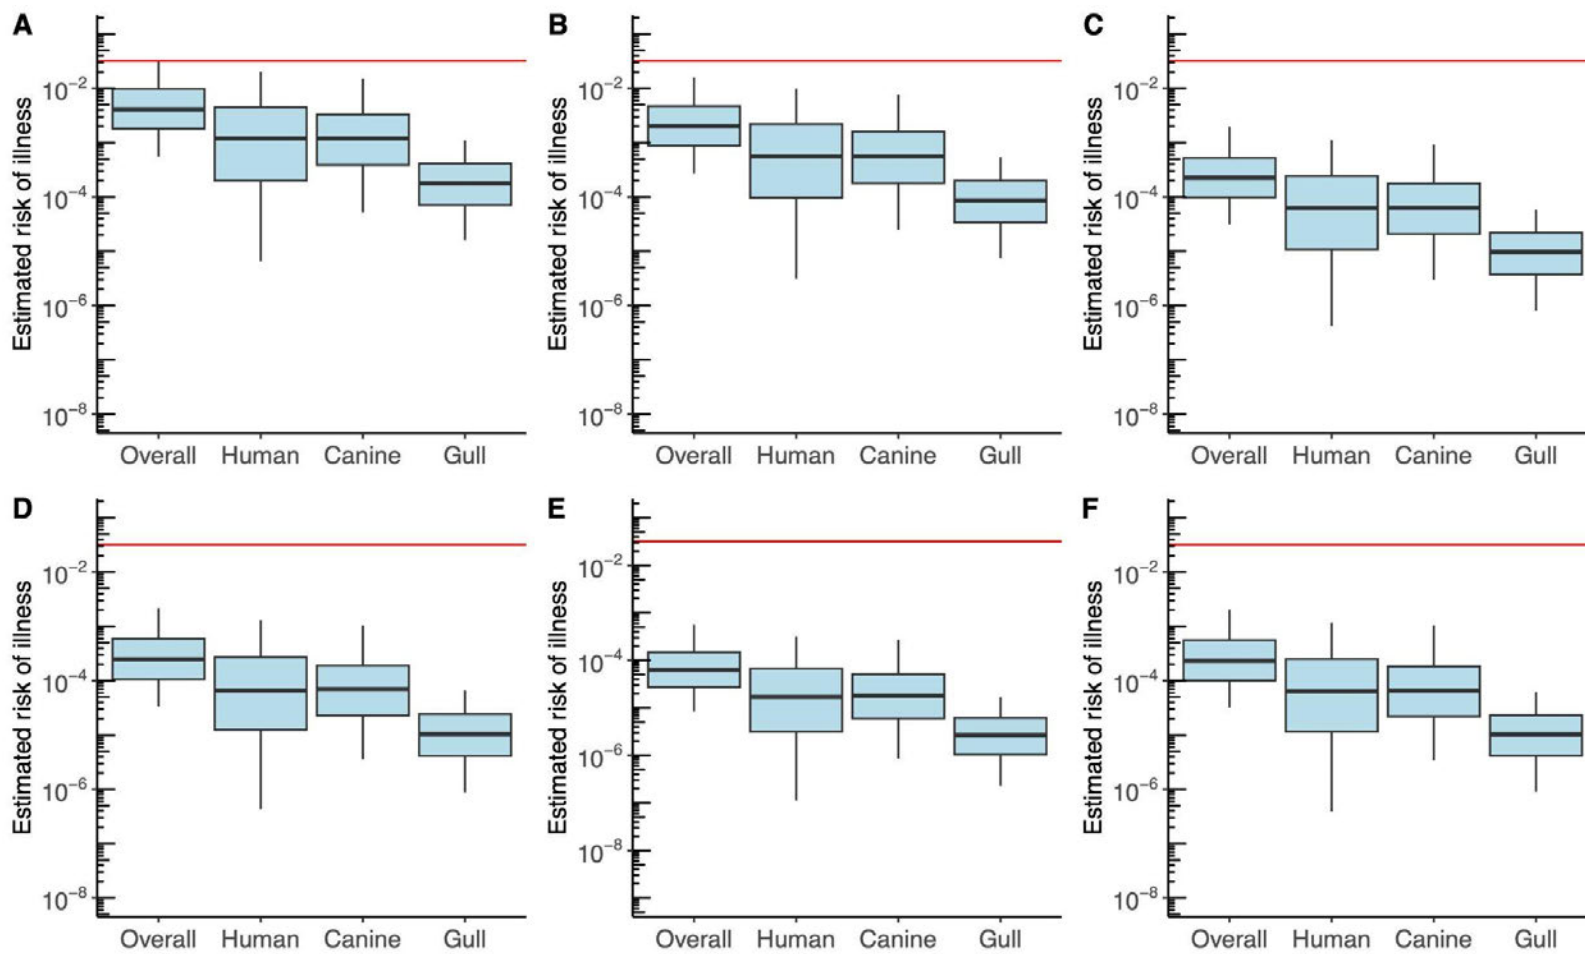 A
B
C
Estimated risk of illness
10⁻²
10⁻⁴
10⁻⁶
10⁻⁸
Overall Human Canine Gull
Estimated risk of illness
10⁻²
10⁻⁴
10⁻⁶
10⁻⁸
Overall Human Canine Gull
Estimated risk of illness
10⁻²
10⁻⁴
10⁻⁶
10⁻⁸
Overall Human Canine Gull
D
E
F
Estimated risk of illness
10⁻²
10⁻⁴
10⁻⁶
10⁻⁸
Overall Human Canine Gull
Estimated risk of illness
10⁻²
10⁻⁴
10⁻⁶
10⁻⁸
Overall Human Canine Gull
Estimated risk of illness
10⁻²
10⁻⁴
10⁻⁶
10⁻⁸
Overall Human Canine Gull